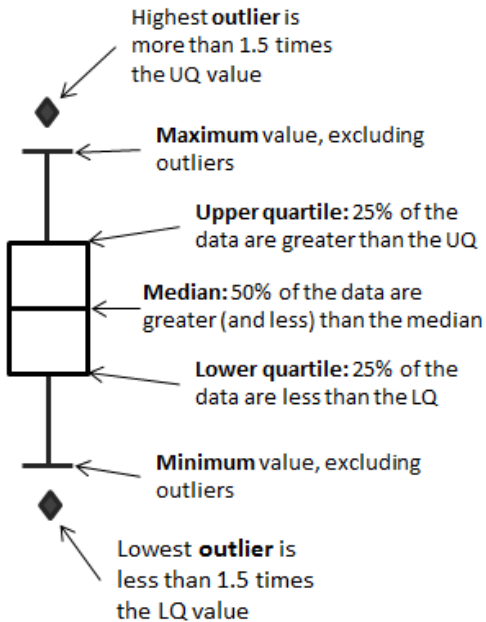 Highest outlier is
more than 1.5 times
the UQ value
Maximum value, excluding
outliers
Upper quartile: 25% of the
data are greater than the UQ
Median: 50% of the data are
greater (and less) than the median
Lower quartile: 25% of the
data are less than the LQ
Minimum value, excluding
outliers
Lowest outlier is
less than 1.5 times
the LQ value